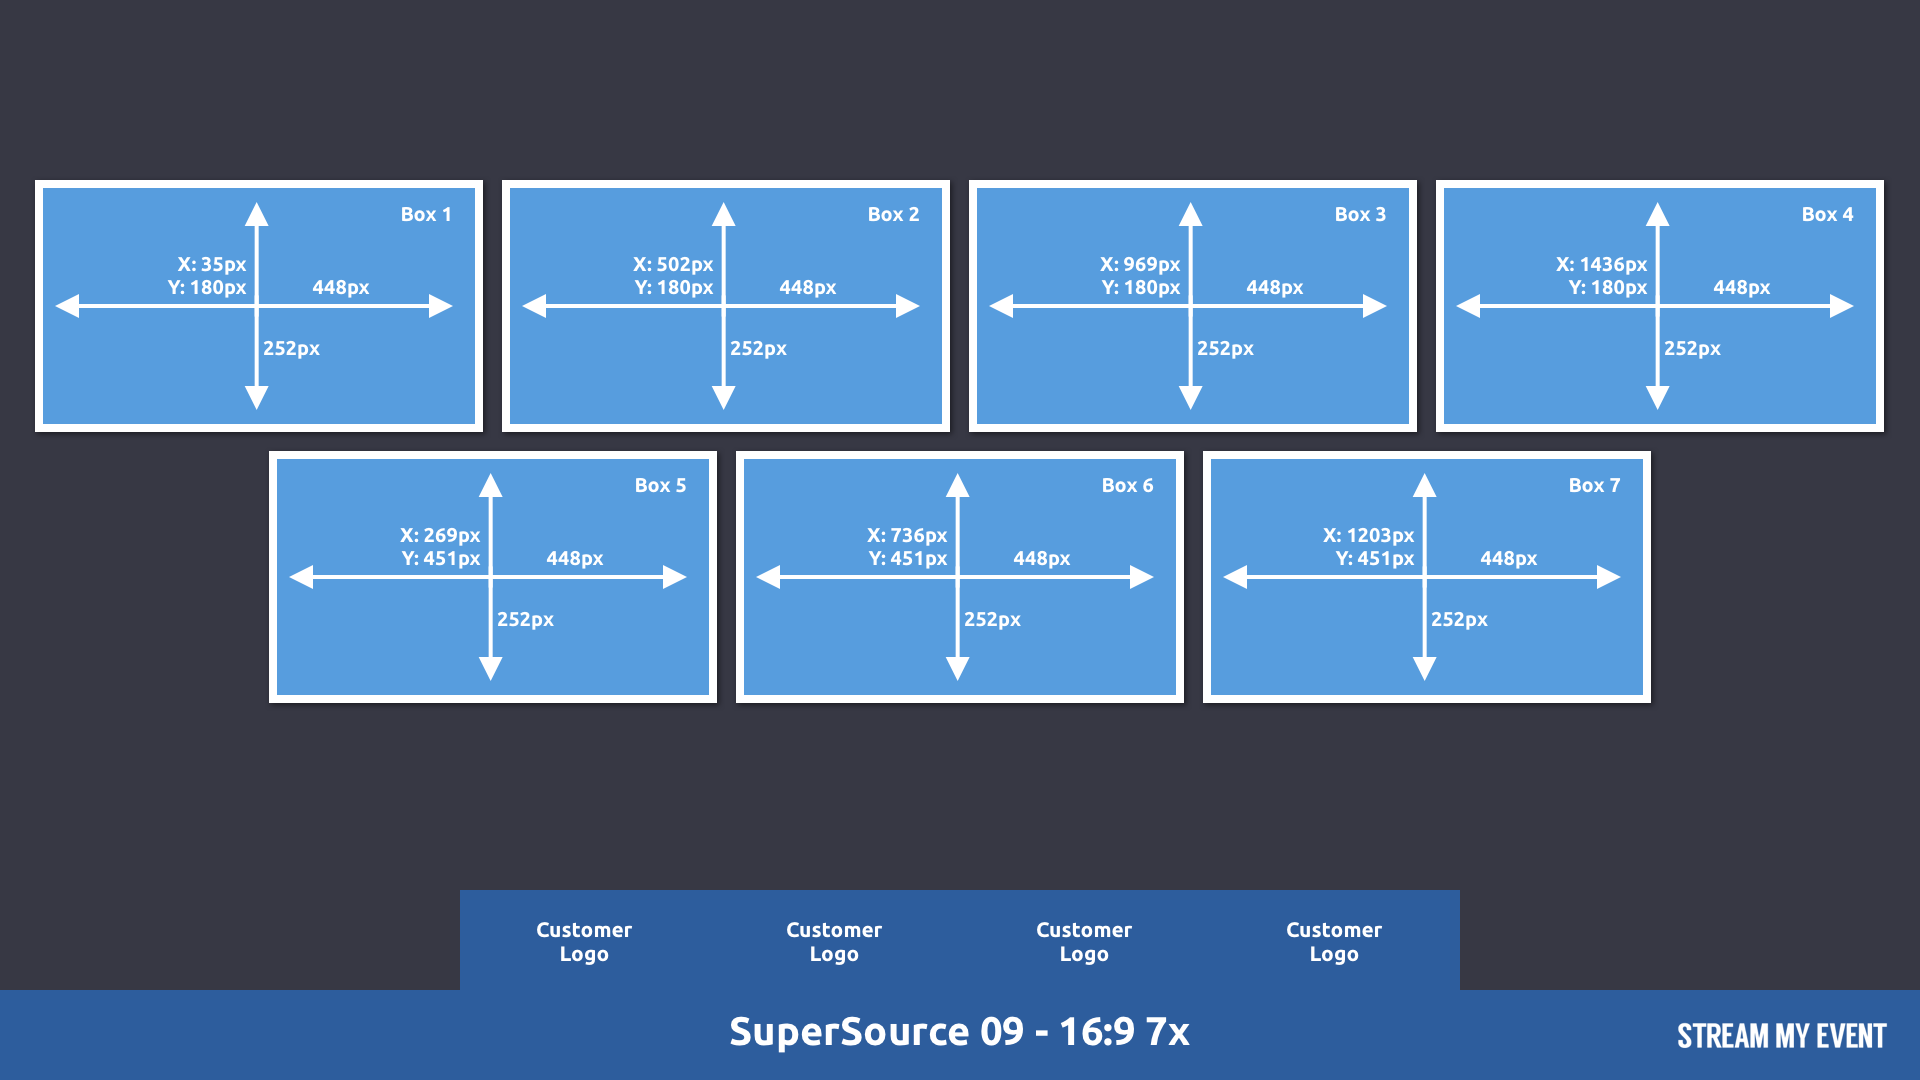 Box 1
X: 35px
Y: 180px
448px
252px
Box 2
X: 502px
Y: 180px
448px
252px
Box 3
X: 969px
Y: 180px
448px
252px
Box 4
X: 1436px
Y: 180px
448px
252px
Box 5
X: 269px
Y: 451px
448px
252px
Box 6
X: 736px
Y: 451px
448px
252px
Box 7
X: 1203px
Y: 451px
448px
252px
Customer
Logo
Customer
Logo
Customer
Logo
Customer
Logo
SuperSource 09 - 16:9 7x
STREAM MY EVENT